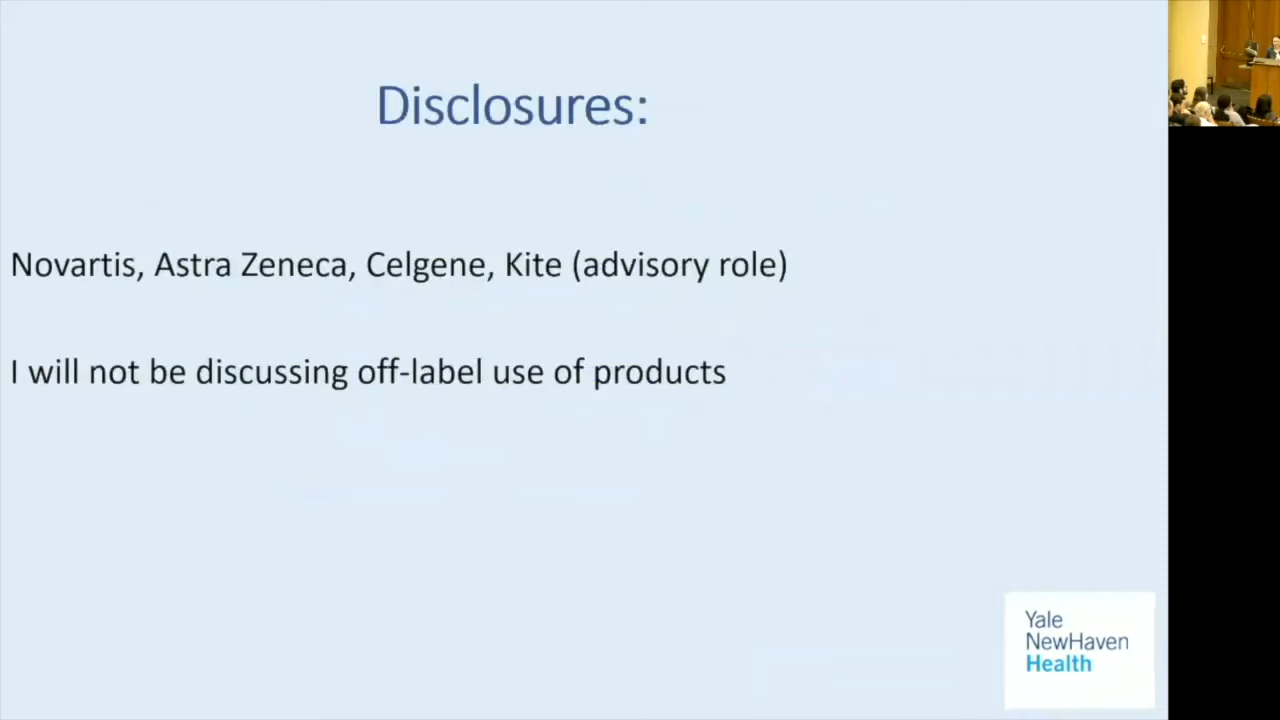 Disclosures:
Novartis, Astra Zeneca, Celgene, Kite (advisory role)
I will not be discussing off-label use of products
Yale
NewHaven
Health